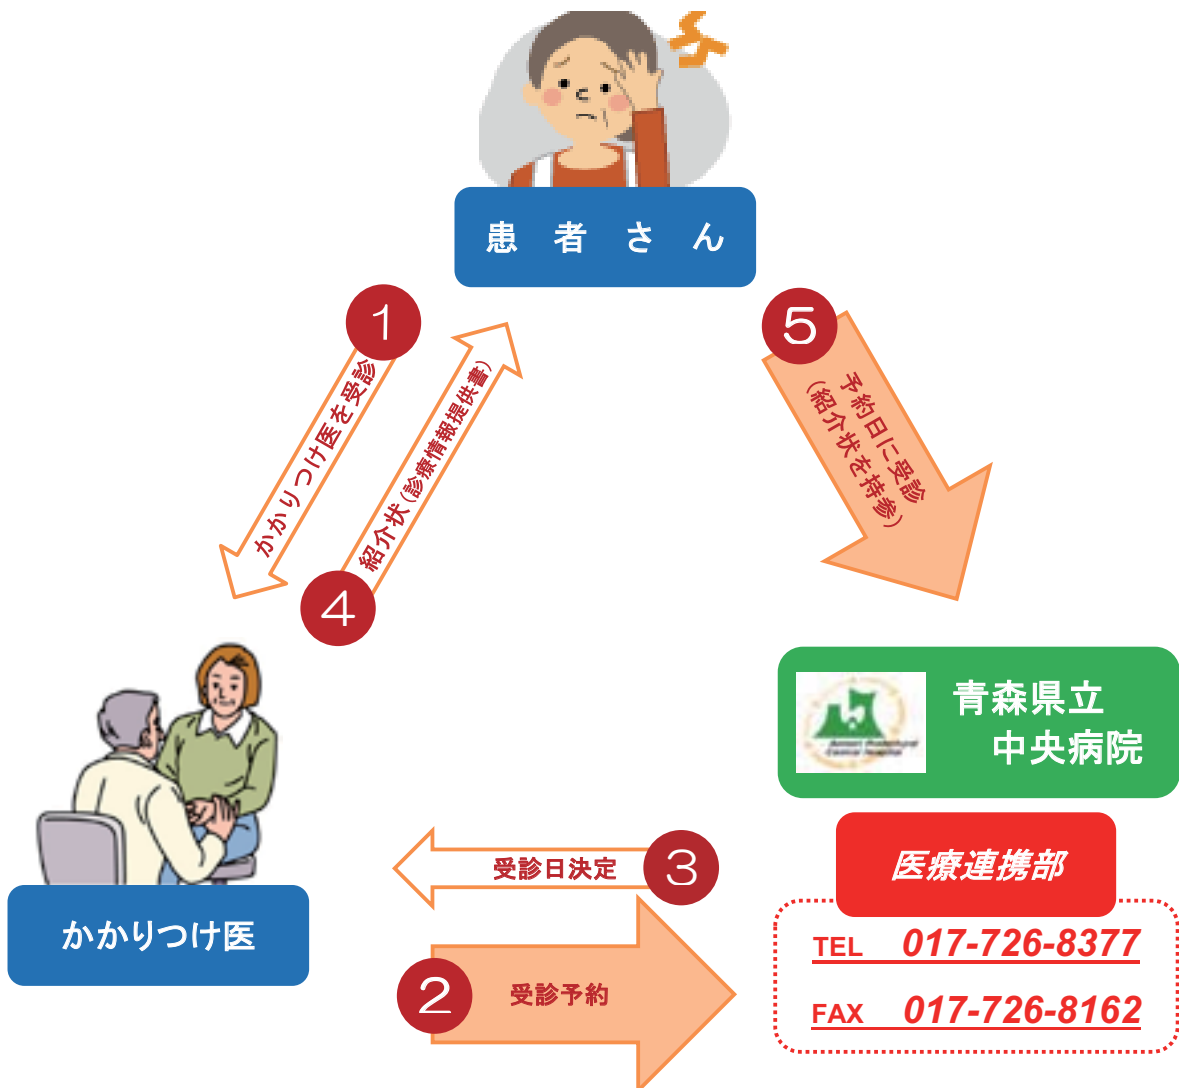 患者さん
1
かかりつけ医を受診
4
紹介状(診療情報提供書)
5
予約日に受診
(紹介状を持参)
青森県立
中央病院
医療連携部
TEL 017-726-8377
FAX 017-726-8162
3
受診日決定
2
受診予約
かかりつけ医